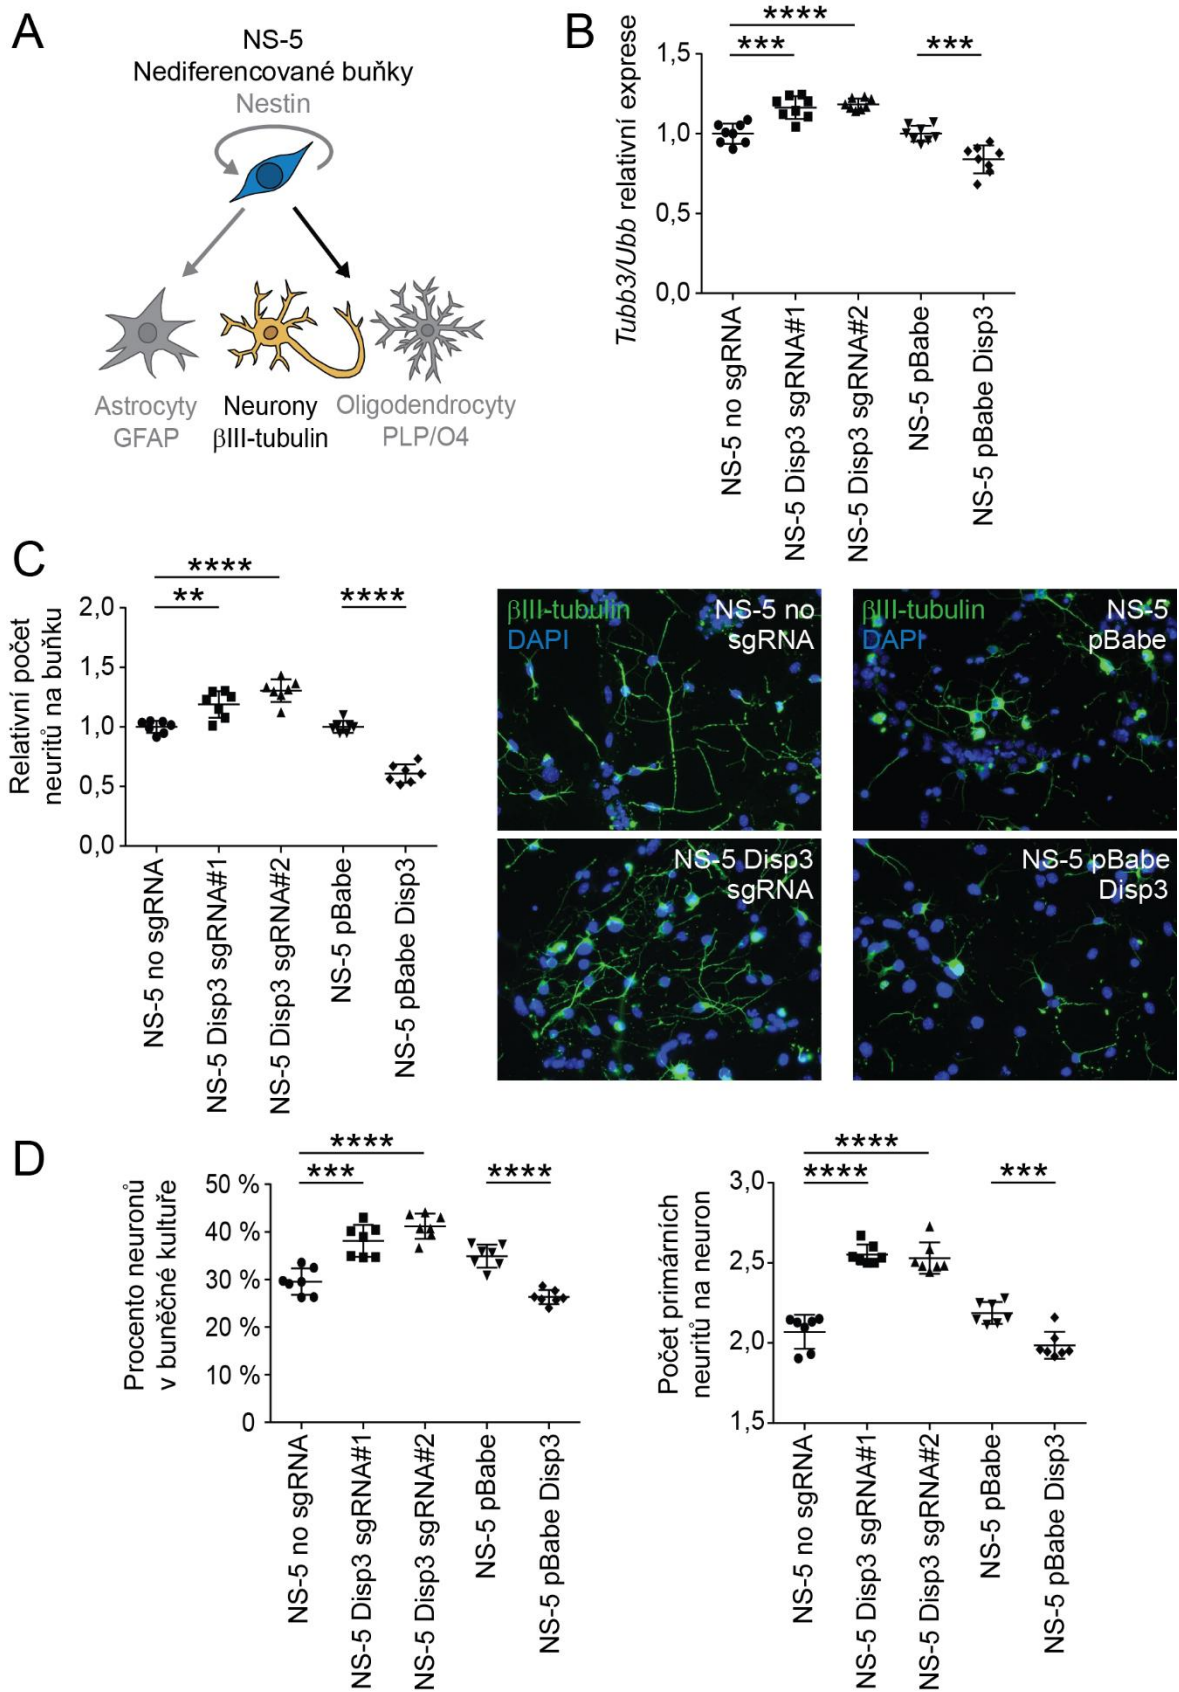 A
NS-5
Nediferencované buňky
Nestin
Astrocyty
GFAP
Neurony
βIII-tubulin
Oligodendrocyty
PLP/O4
B
****
***
***
Tubb3/Ubb relativní exprese
1,5
1,0
0,5
0,0
NS-5 no sgRNA
NS-5 Disp3 sgRNA#1
NS-5 Disp3 sgRNA#2
NS-5 pBabe
NS-5 pBabe Disp3
C
****
**
****
Relativní počet
neuritů na buňku
2,0
1,5
1,0
0,5
0,0
NS-5 no sgRNA
NS-5 Disp3 sgRNA#1
NS-5 Disp3 sgRNA#2
NS-5 pBabe
NS-5 pBabe Disp3
βIII-tubulin
DAPI
NS-5 no
sgRNA
βIII-tubulin
DAPI
NS-5
pBabe
NS-5 Disp3
sgRNA
NS-5 pBabe
Disp3
D
****
***
****
Procento neuronů
v buněčné kultuře
50 %
40 %
30 %
20 %
10 %
0
NS-5 no sgRNA
NS-5 Disp3 sgRNA#1
NS-5 Disp3 sgRNA#2
NS-5 pBabe
NS-5 pBabe Disp3
****
****
***
Počet primárních
neuritů na neuron
3,0
2,5
2,0
1,5
NS-5 no sgRNA
NS-5 Disp3 sgRNA#1
NS-5 Disp3 sgRNA#2
NS-5 pBabe
NS-5 pBabe Disp3